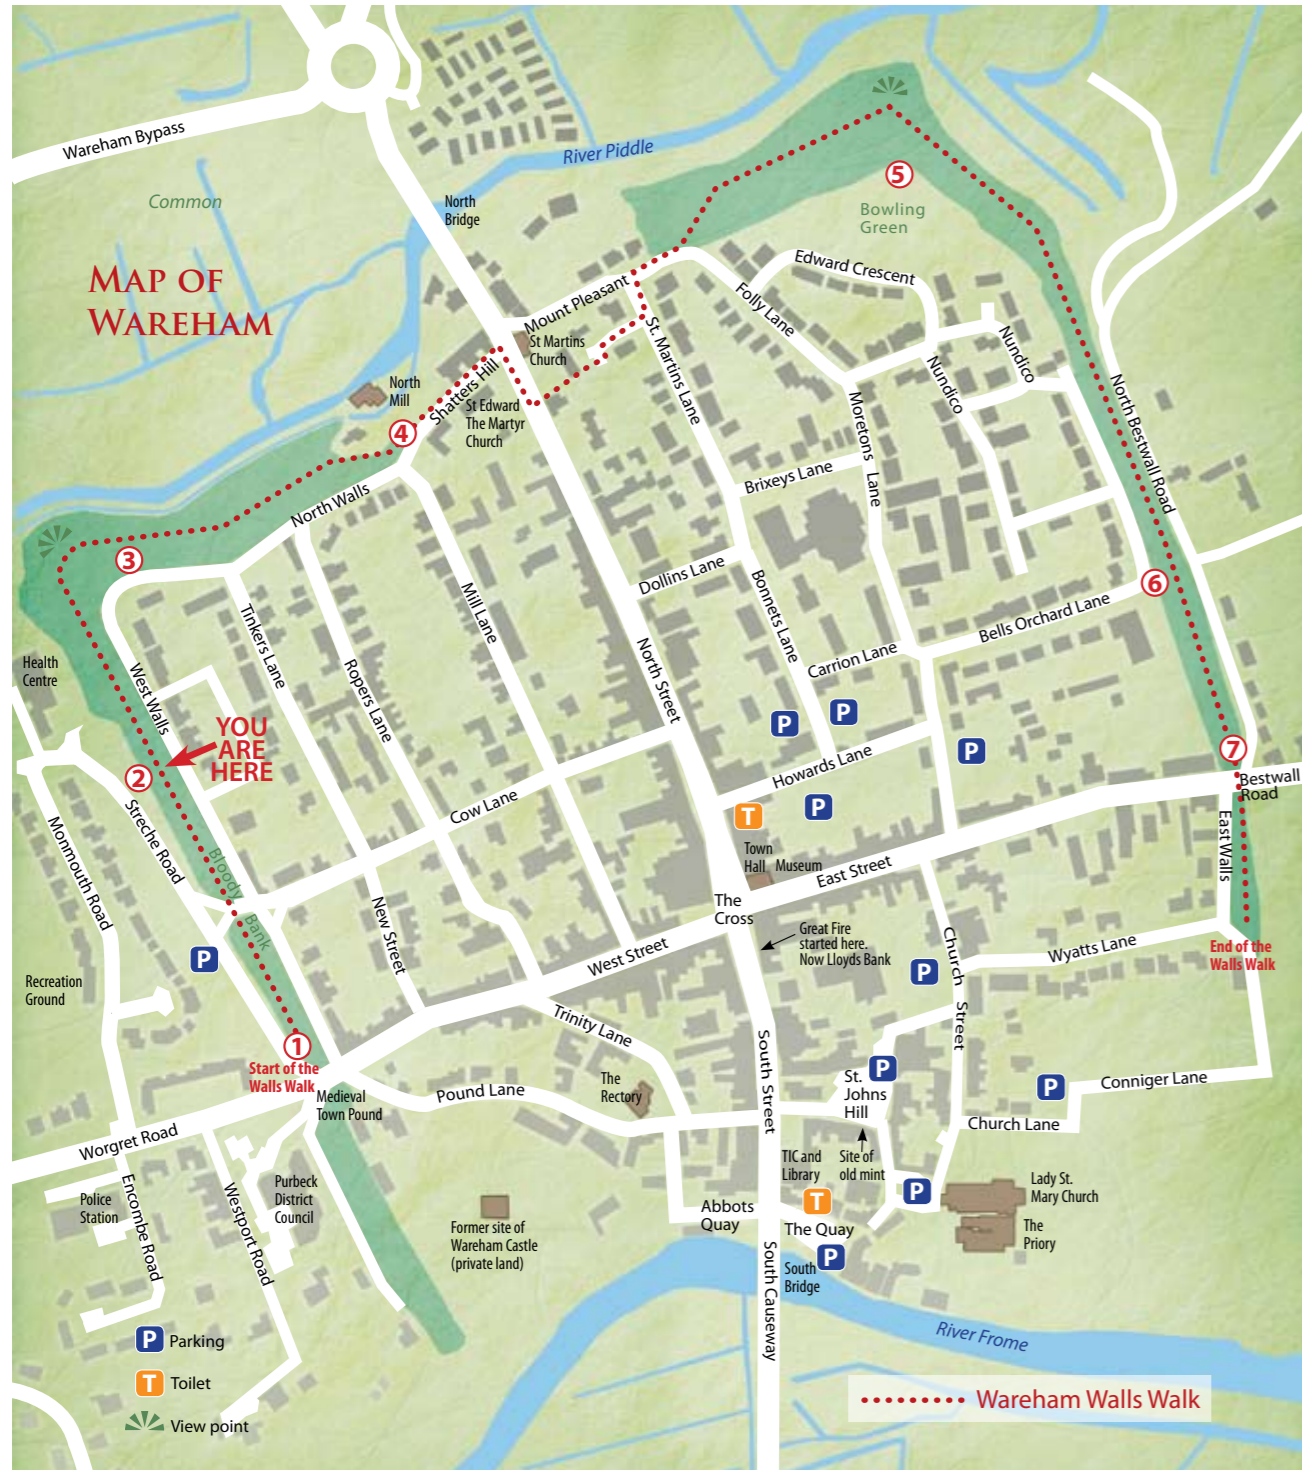 Wareham Bypass
River Piddle
Common
North
Bridge
5
Bowling
Green
MAP OF
WAREHAM
Edward Crescent
Mount Pleasant
Folly Lane
St Martins
Church
St. Martins Lane
Nundico
Nundico
North
Mill
Shatters Hill
St Edward
The Martyr
Church
4
Moretons Lane
North Bestwall Road
Brixeys Lane
North Walls
3
Dollins Lane
Bonnets Lane
6
Bells Orchard Lane
Mill Lane
Tinkers Lane
Ropers Lane
North Street
Carrion Lane
Health
Centre
West Walls
YOU
ARE
HERE
2
P
P
P
7
Howards Lane
Bestwall
Road
Streche Road
Cow Lane
T
P
East Walls
Monmouth Road
Bloody
Bank
Town
Hall
Museum
East Street
The
Cross
New Street
Great Fire
started here.
Now Lloyds Bank
West Street
Church Street
Wyatts Lane
End of the
Walls Walk
P
P
Recreation
Ground
Trinity Lane
1
Start of the
Walls Walk
Medieval
Town Pound
Pound Lane
The
Rectory
South Street
St.
Johns
Hill
P
P
Conniger Lane
Church Lane
Worgret Road
TIC and
Library
Site of
old mint
Police
Station
Encombe Road
Westport Road
Purbeck
District
Council
Former site of
Wareham Castle
(private land)
Abbots
Quay
T
The Quay
P
P
Lady St.
Mary Church
The
Priory
South
Bridge
South Causeway
River Frome
P Parking
T Toilet
View point
Wareham Walls Walk